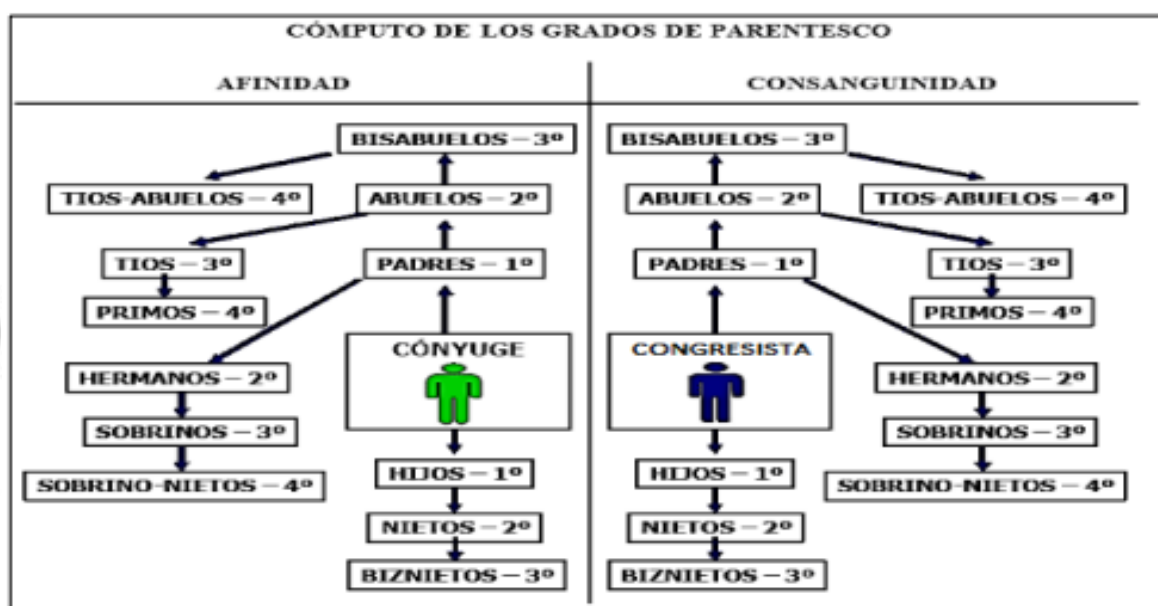 CÓMPUTO DE LOS GRADOS DE PARENTESCO
AFINIDAD
BISABUELOS – 3º
TIOS-ABUELOS – 4º
ABUELOS – 2º
TIOS – 3º
PADRES – 1º
PRIMOS – 4º
CÓNYUGE
HERMANOS – 2º
SOBRINOS – 3º
HIJOS – 1º
SOBRINO-NIETOS – 4º
NIETOS – 2º
BIZNIETOS – 3º
CONSANGUINIDAD
BISABUELOS – 3º
ABUELOS – 2º
TIOS-ABUELOS – 4º
PADRES – 1º
TIOS – 3º
PRIMOS – 4º
CONGRESISTA
HERMANOS – 2º
SOBRINOS – 3º
HIJOS – 1º
SOBRINO-NIETOS – 4º
NIETOS – 2º
BIZNIETOS – 3º